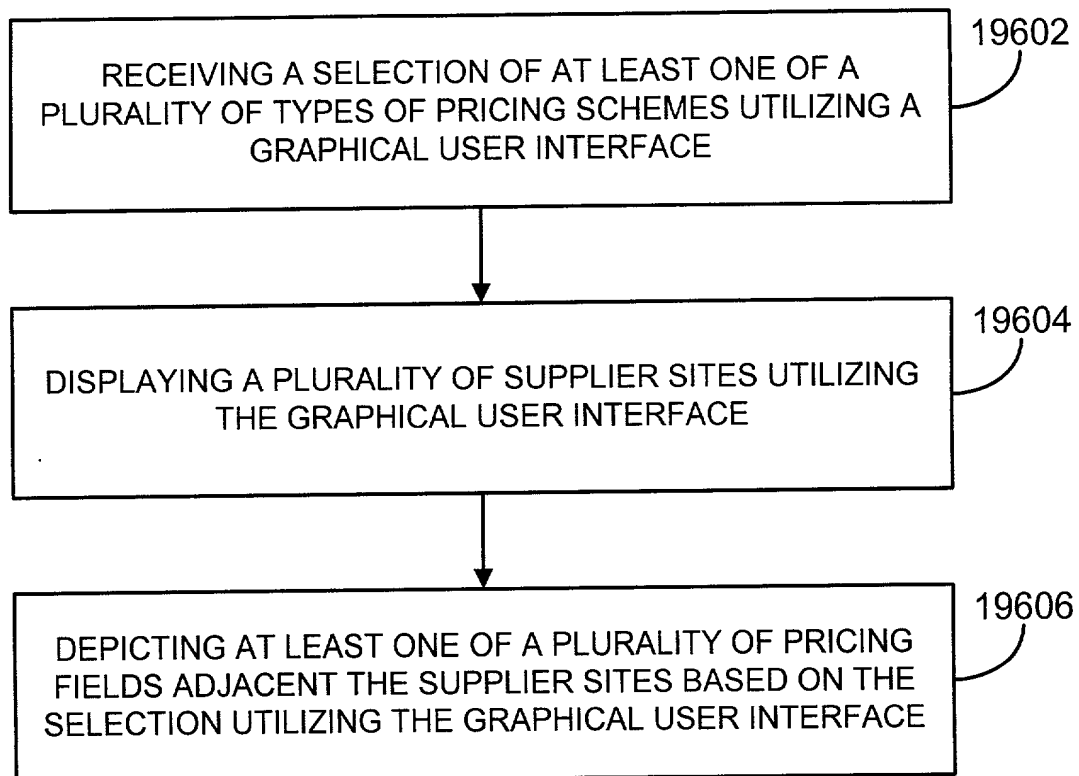 19602
RECEIVING A SELECTION OF AT LEAST ONE OF A
PLURALITY OF TYPES OF PRICING SCHEMES UTILIZING A
GRAPHICAL USER INTERFACE
19604
DISPLAYING A PLURALITY OF SUPPLIER SITES UTILIZING
THE GRAPHICAL USER INTERFACE
19606
DEPICTING AT LEAST ONE OF A PLURALITY OF PRICING
FIELDS ADJACENT THE SUPPLIER SITES BASED ON THE
SELECTION UTILIZING THE GRAPHICAL USER INTERFACE